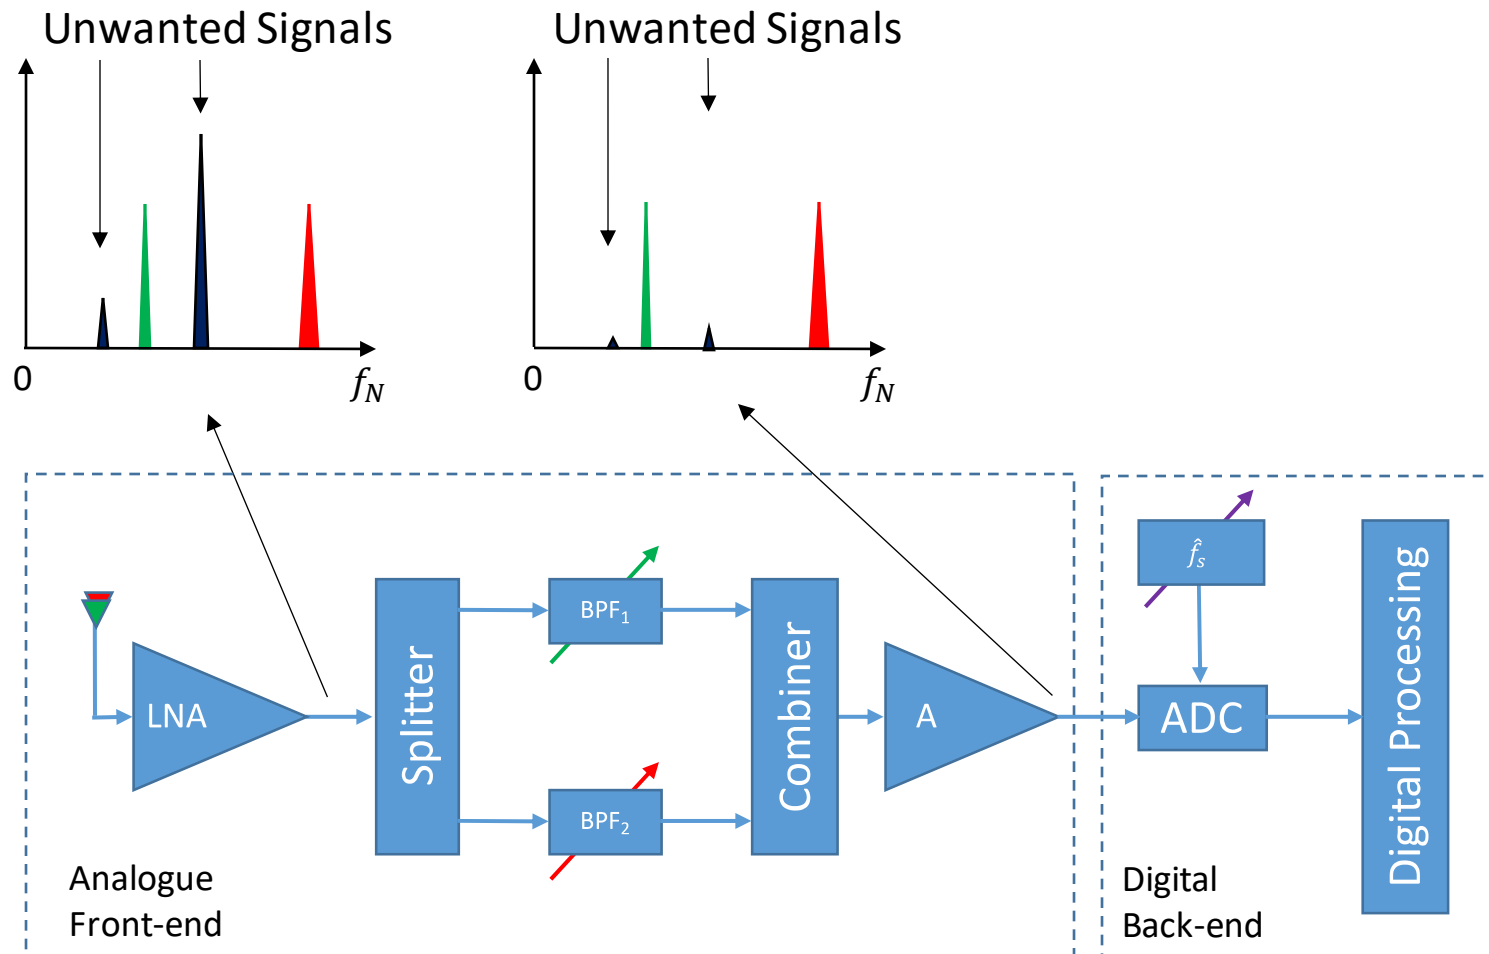 Unwanted Signals
Unwanted Signals
0
f_N
0
f_N
LNA
Splitter
BPF₁
BPF₂
Combiner
A
f̂_s
ADC
Digital Processing
Analogue
Front-end
Digital
Back-end